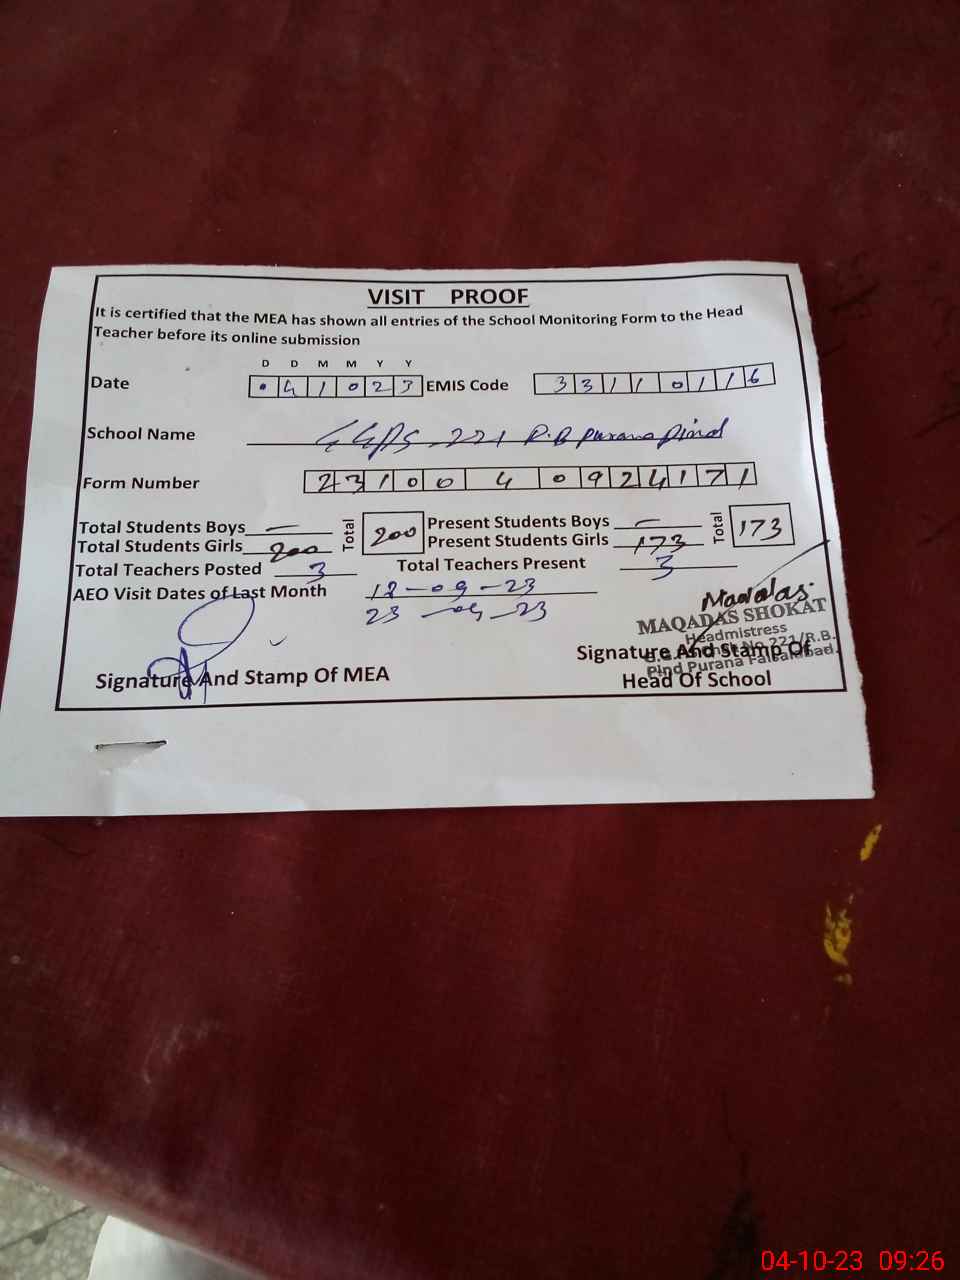 VISIT PROOF
It is certified that the MEA has shown all entries of the School Monitoring Form to the Head
Teacher before its online submission
D D M M Y Y
Date 0 4 1 0 2 3 EMIS Code 3 3 1 1 0 1 1 6
School Name GGPS 221 R.B Purana Pind
Form Number 2 3 1 0 0 4 0 9 2 4 1 7 1
Total Students Boys — Total 200 Present Students Boys — Total 173
Total Students Girls 200 Present Students Girls 173
Total Teachers Posted 3 Total Teachers Present 3
AEO Visit Dates of Last Month 12-09-23
23-09-23
Maqadas
MAQADAS SHOKAT
Headmistress
No.221/R.B.
Pind Purana Faisalabad.
Signature And Stamp Of MEA
Signature And Stamp Of
Head Of School
04-10-23 09:26